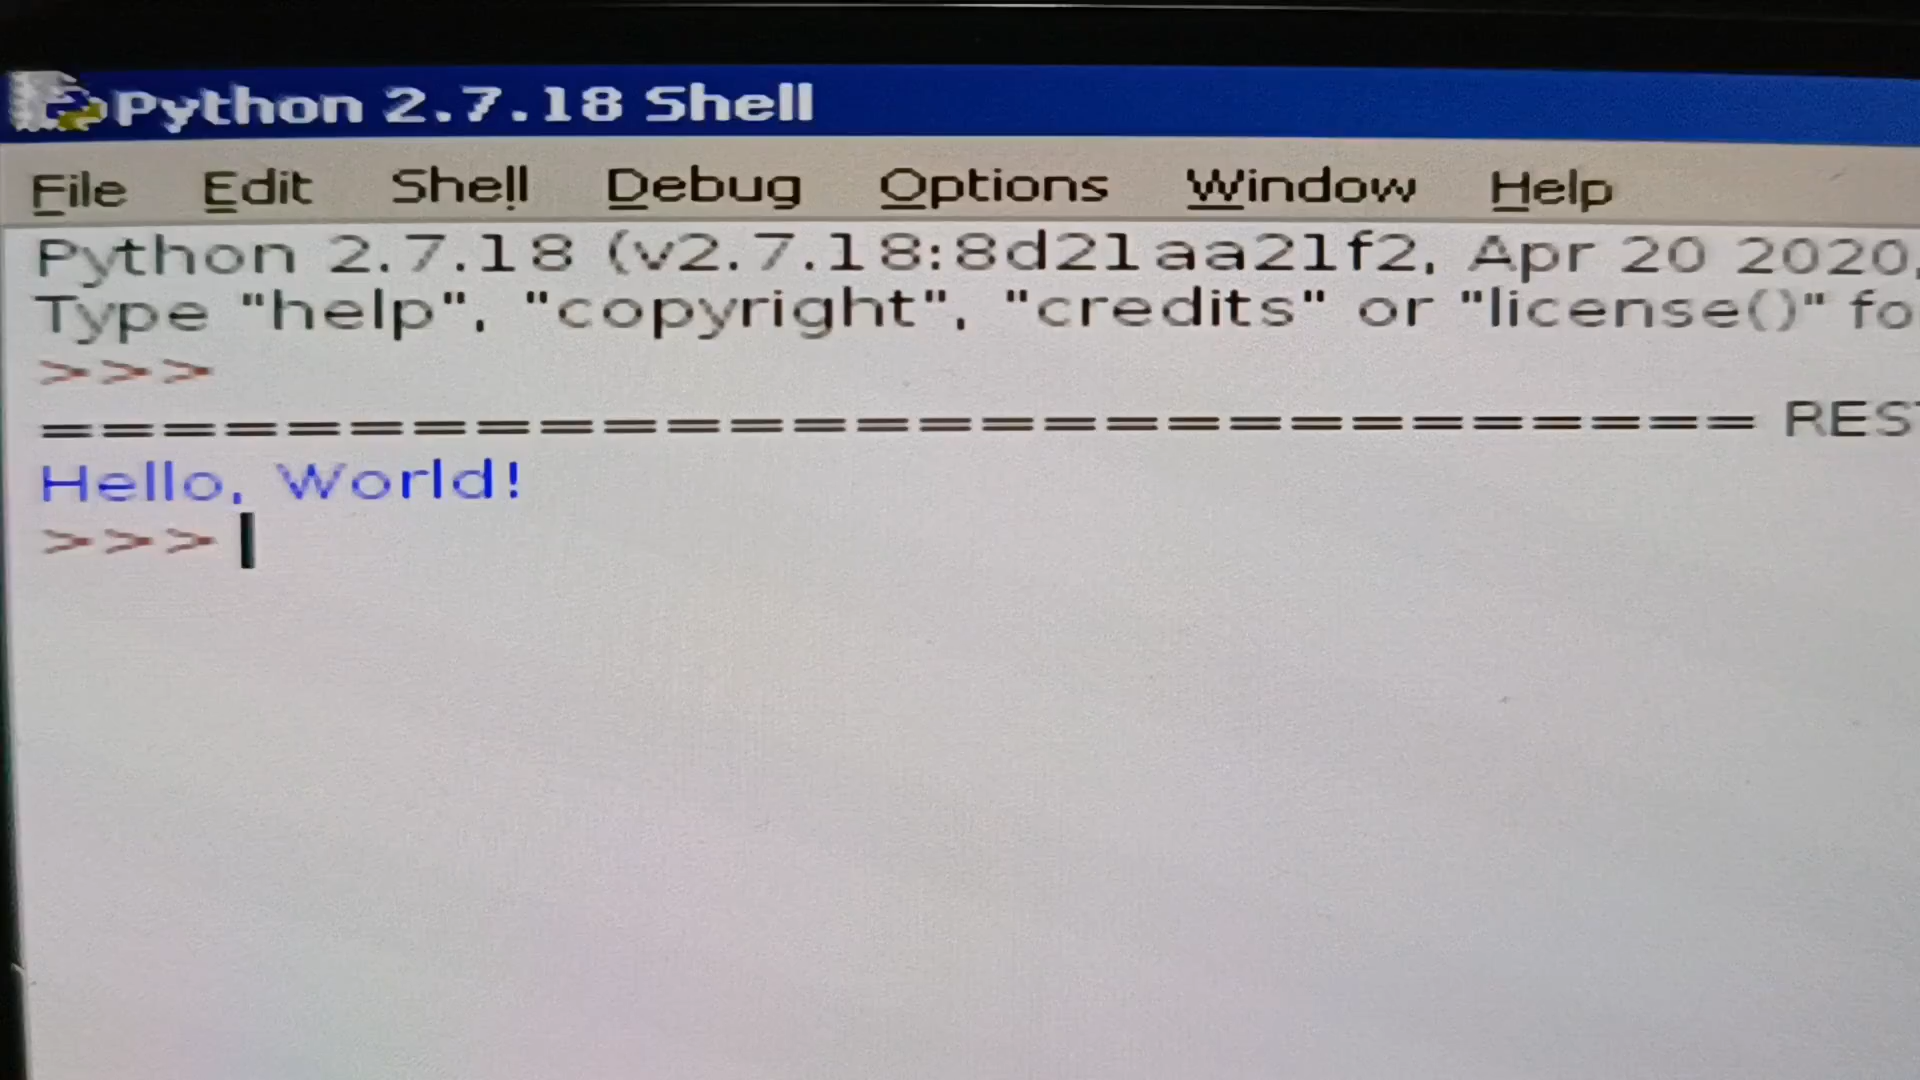 Python 2.7.18 Shell
File Edit Shell Debug Options Window Help
Python 2.7.18 (v2.7.18:8d21aa21f2, Apr 20 2020,
Type "help", "copyright", "credits" or "license()" fo
>>>
============================ RES
Hello, World!
>>>